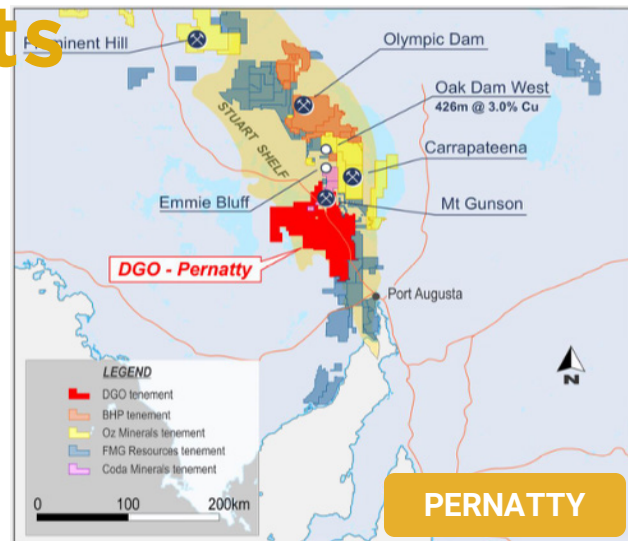 ts
Prominent Hill
Olympic Dam
Oak Dam West
426m @ 3.0% Cu
STUART SHELF
Carrapateena
Emmie Bluff
Mt Gunson
DGO - Pernatty
Port Augusta
N
LEGEND
DGO tenement
BHP tenement
Oz Minerals tenement
FMG Resources tenement
Coda Minerals tenement
0 100 200km
PERNATTY